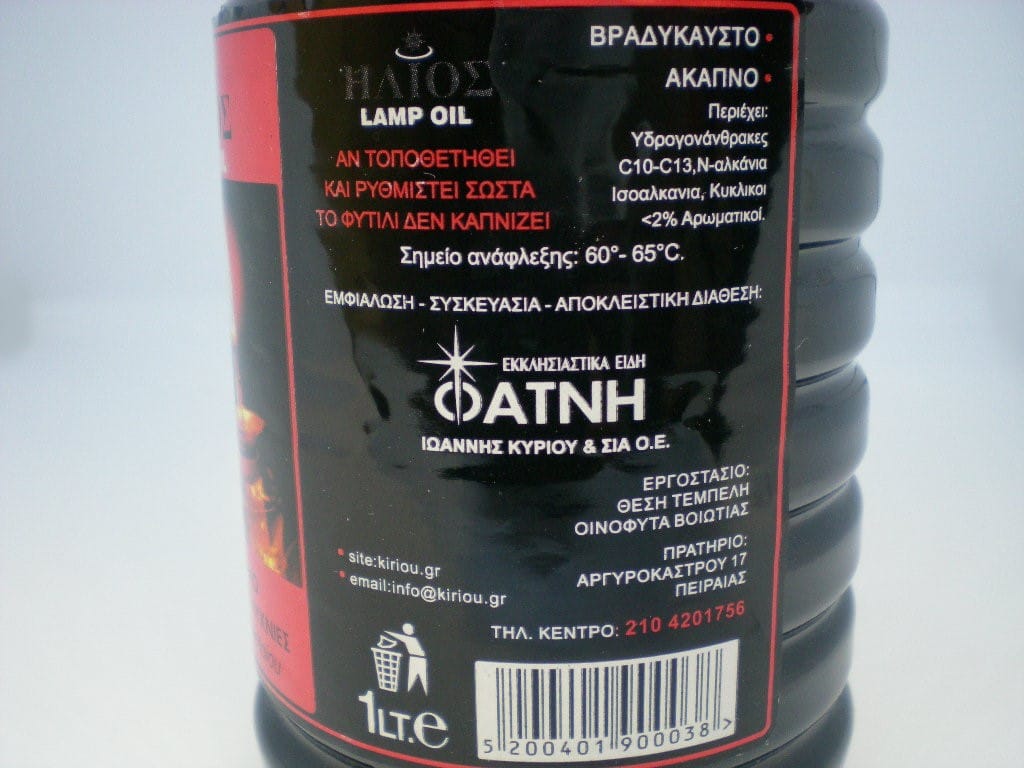 ΒΡΑΔΥΚΑΥΣΤΟ •
ΑΚΑΠΝΟ •
ΗΛΙΟΣ
LAMP OIL
Περιέχει:
Υδρογονάνθρακες
C10-C13,Ν-αλκάνια
Ισοαλκανια, Κυκλικοι
<2% Αρωματικοί.
ΑΝ ΤΟΠΟΘΕΤΗΘΕΙ
ΚΑΙ ΡΥΘΜΙΣΤΕΙ ΣΩΣΤΑ
ΤΟ ΦΥΤΙΛΙ ΔΕΝ ΚΑΠΝΙΖΕΙ
Σημείο ανάφλεξης: 60°- 65°C.
ΕΜΦΙΑΛΩΣΗ - ΣΥΣΚΕΥΑΣΙΑ - ΑΠΟΚΛΕΙΣΤΙΚΗ ΔΙΑΘΕΣΗ:
ΕΚΚΛΗΣΙΑΣΤΙΚΑ ΕΙΔΗ
ΦΑΤΝΗ
ΙΩΑΝΝΗΣ ΚΥΡΙΟΥ & ΣΙΑ Ο.Ε.
ΕΡΓΟΣΤΑΣΙΟ:
ΘΕΣΗ ΤΕΜΠΕΛΗ
ΟΙΝΟΦΥΤΑ ΒΟΙΩΤΙΑΣ
ΠΡΑΤΗΡΙΟ:
ΑΡΓΥΡΟΚΑΣΤΡΟΥ 17
ΠΕΙΡΑΙΑΣ
• site:kiriou.gr
• email:info@kiriou.gr
ΤΗΛ. ΚΕΝΤΡΟ: 210 4201756
1LT.e
5 200401 900038 >